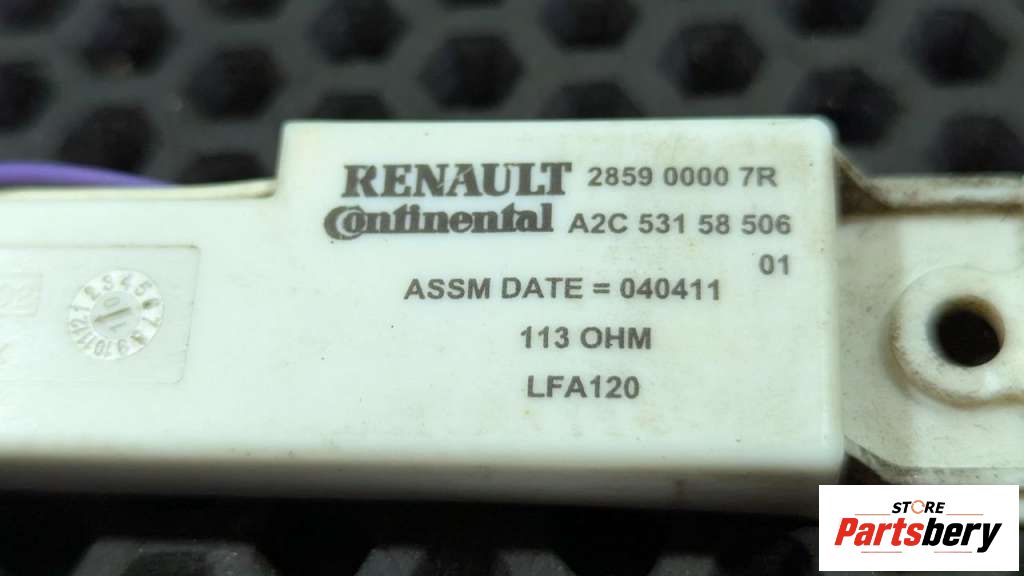 RENAULT 2859 0000 7R
Continental A2C 531 58 506
01
ASSM DATE = 040411
113 OHM
LFA120
STORE
Partsbery